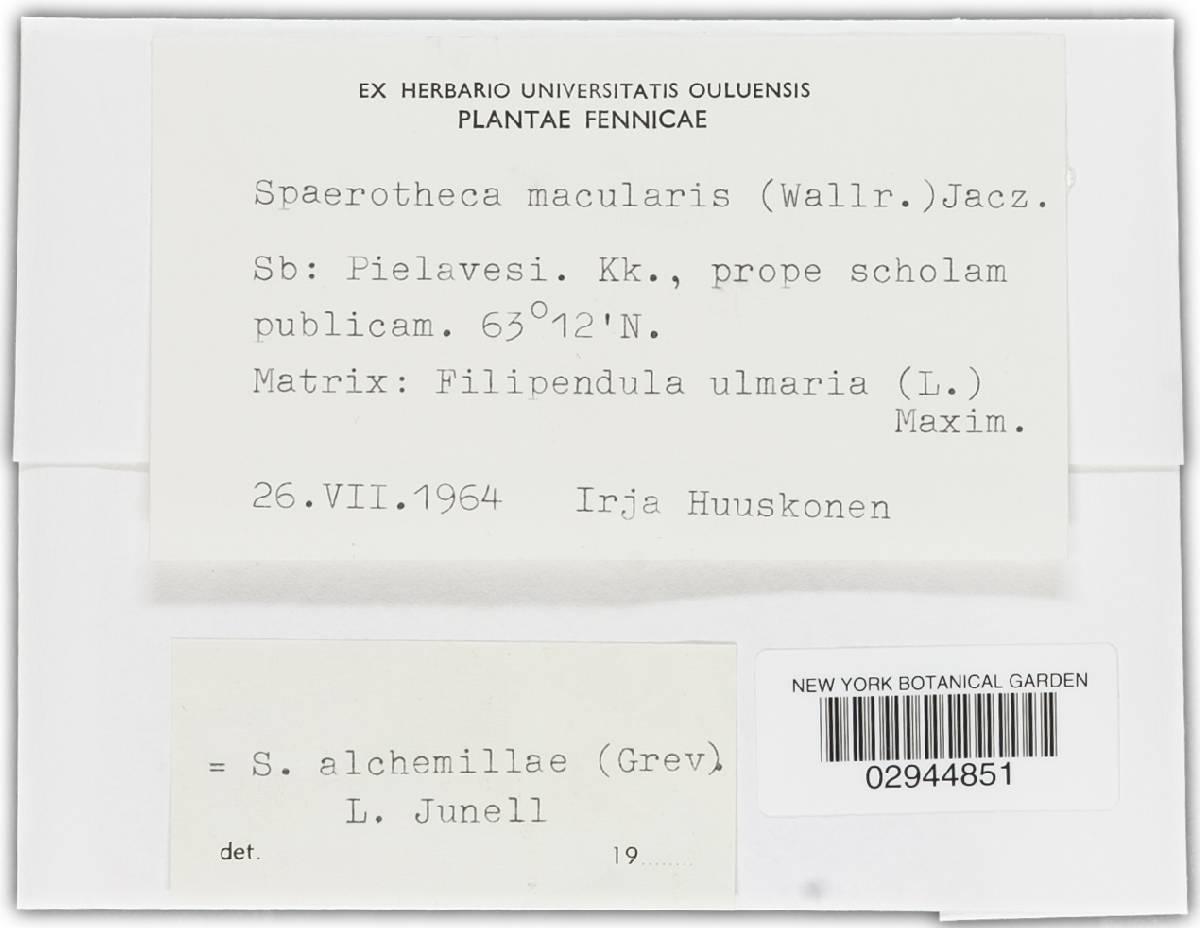 EX HERBARIO UNIVERSITATIS OULUENSIS
PLANTAE FENNICAE
Spaerotheca macularis (Wallr.)Jacz.
Sb: Pielavesi. Kk., prope scholam
publicam. 63°12'N.
Matrix: Filipendula ulmaria (L.)
Maxim.
26.VII.1964 Irja Huuskonen
= S. alchemillae (Grev).
L. Junell
det. 19........
NEW YORK BOTANICAL GARDEN
02944851